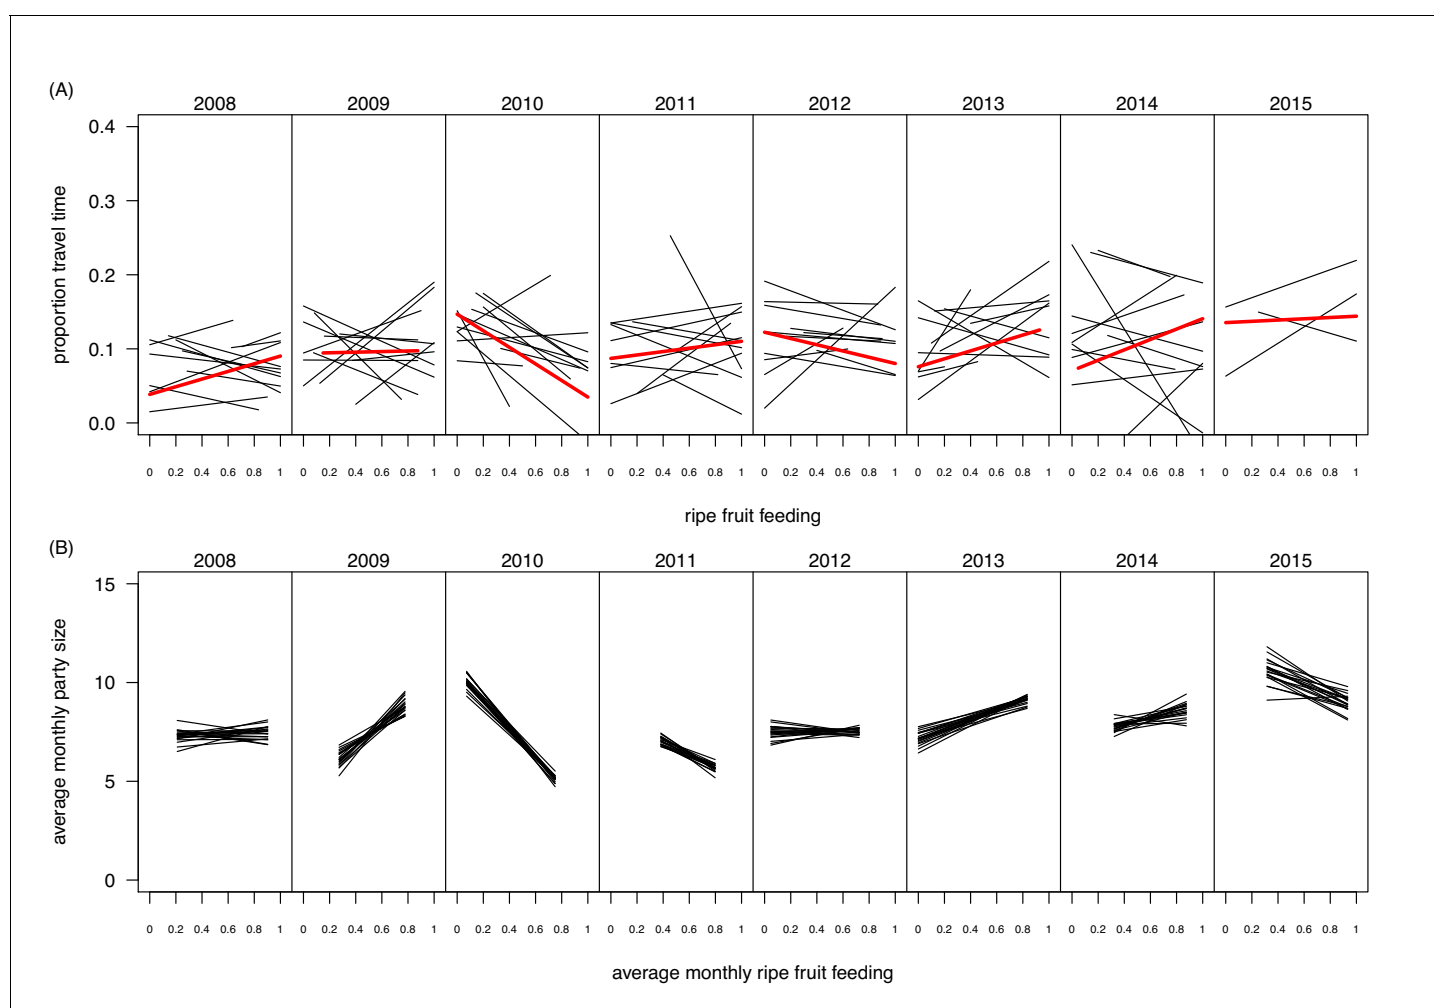 (A)
2008 2009 2010 2011 2012 2013 2014 2015
0.4
0.3
0.2
0.1
0.0
proportion travel time
0 0.2 0.4 0.6 0.8 1 0 0.2 0.4 0.6 0.8 1 0 0.2 0.4 0.6 0.8 1 0 0.2 0.4 0.6 0.8 1 0 0.2 0.4 0.6 0.8 1 0 0.2 0.4 0.6 0.8 1 0 0.2 0.4 0.6 0.8 1 0 0.2 0.4 0.6 0.8 1
ripe fruit feeding
(B)
2008 2009 2010 2011 2012 2013 2014 2015
15
10
5
0
average monthly party size
0 0.2 0.4 0.6 0.8 1 0 0.2 0.4 0.6 0.8 1 0 0.2 0.4 0.6 0.8 1 0 0.2 0.4 0.6 0.8 1 0 0.2 0.4 0.6 0.8 1 0 0.2 0.4 0.6 0.8 1 0 0.2 0.4 0.6 0.8 1 0 0.2 0.4 0.6 0.8 1
average monthly ripe fruit feeding